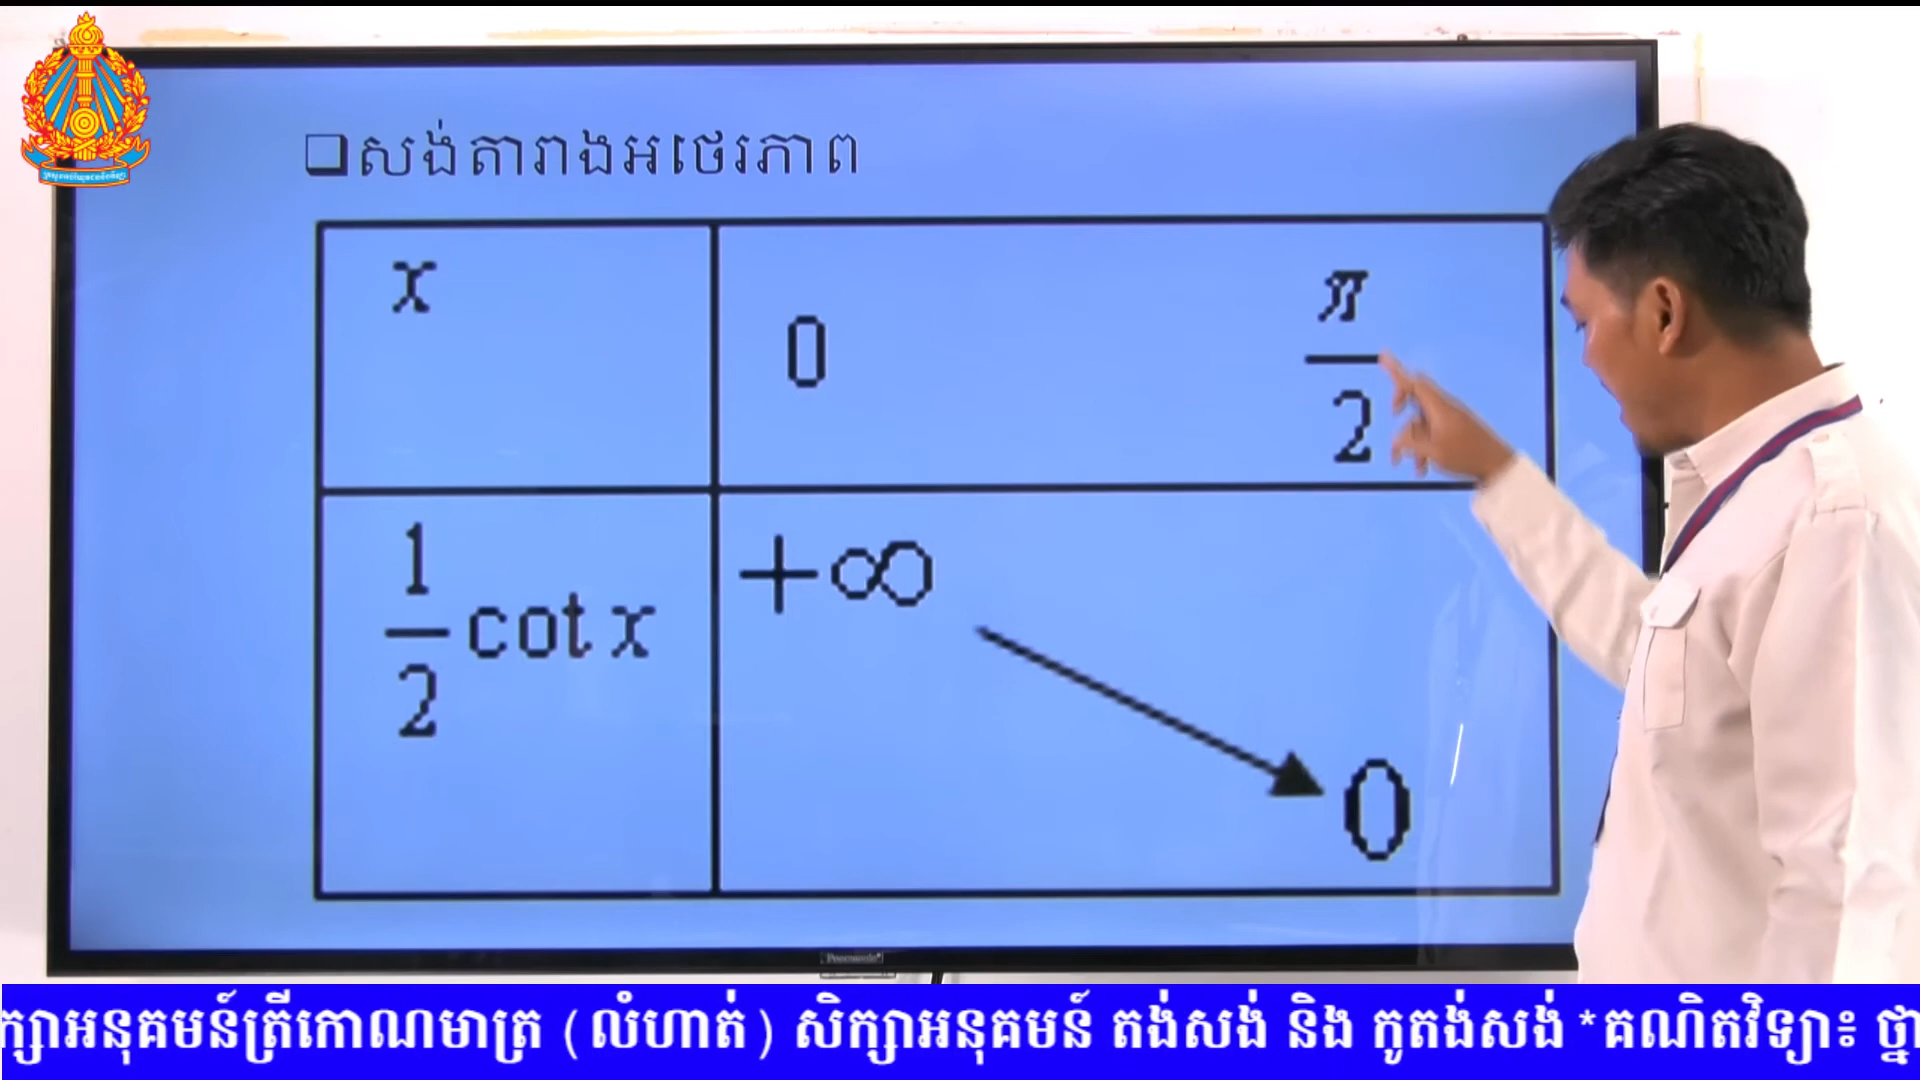 សង់តារាងអថេរភាព
x 0 π/2
1/2 cot x +∞ 0
ក្សាអនុគមន៍ត្រីកោណមាត្រ (លំហាត់) សិក្សាអនុគមន៍ តង់សង់ និង កូតង់សង់ *គណិតវិទ្យា៖ ថ្នា